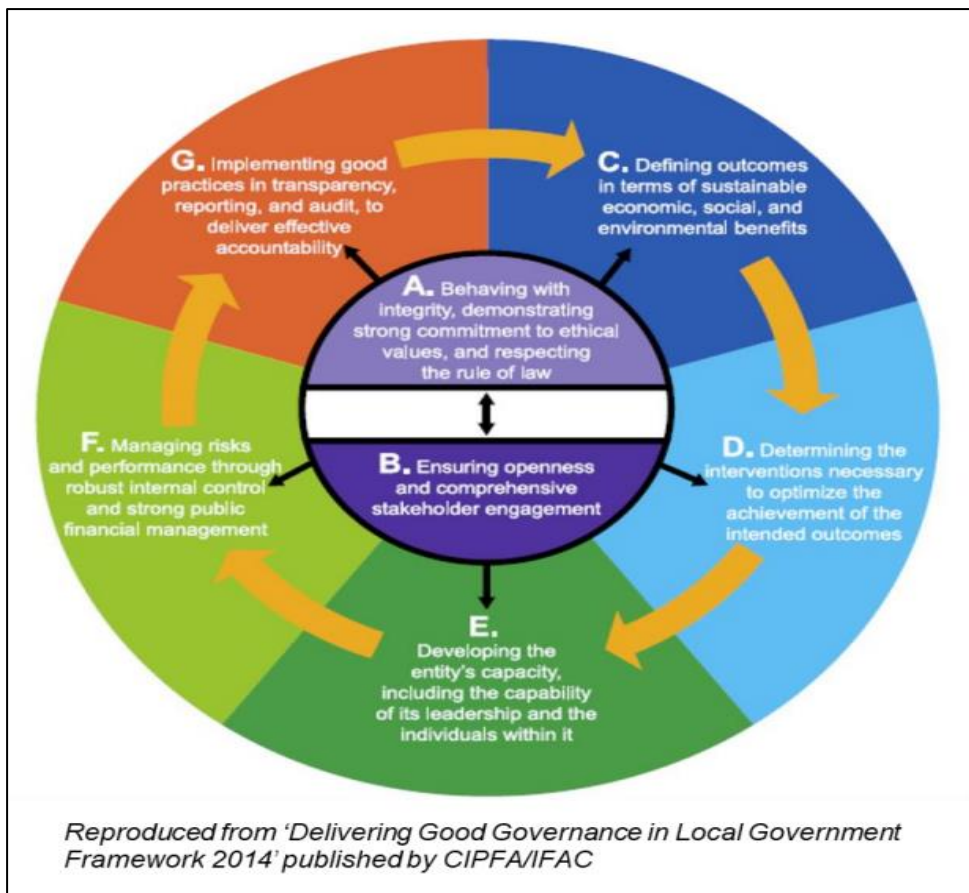 G. Implementing good
practices in transparency,
reporting, and audit, to
deliver effective
accountability
C. Defining outcomes
in terms of sustainable
economic, social, and
environmental benefits
A. Behaving with
integrity, demonstrating
strong commitment to ethical
values, and respecting
the rule of law
F. Managing risks
and performance through
robust internal control
and strong public
financial management
B. Ensuring openness
and comprehensive
stakeholder engagement
D. Determining the
interventions necessary
to optimize the
achievement of the
intended outcomes
E.
Developing the
entity's capacity,
including the capability
of its leadership and the
individuals within it
Reproduced from 'Delivering Good Governance in Local Government
Framework 2014' published by CIPFA/IFAC